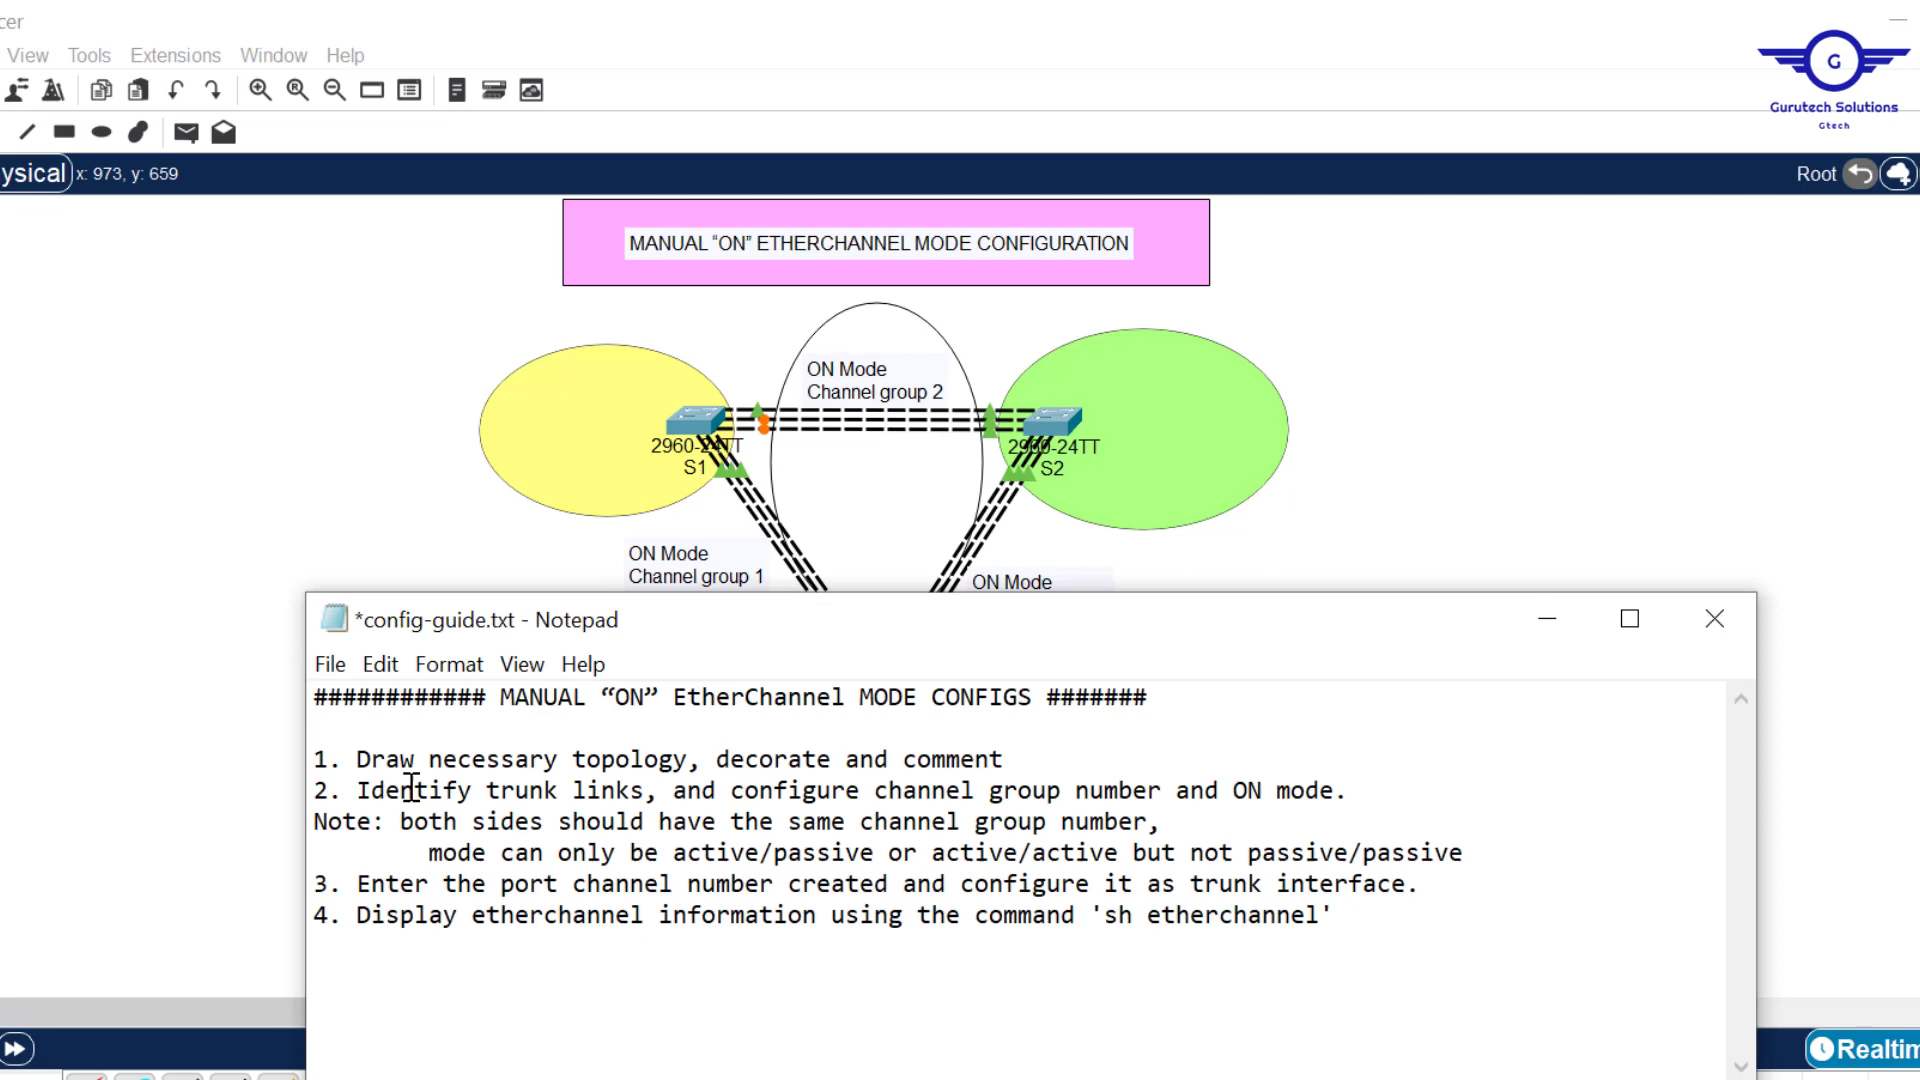 cer
View Tools Extensions Window Help
G
Gurutech Solutions
Gtech
ysical x: 973, y: 659
Root
MANUAL “ON” ETHERCHANNEL MODE CONFIGURATION
ON Mode
Channel group 2
2960-24TT
S1
2960-24TT
S2
ON Mode
Channel group 1
ON Mode
*config-guide.txt - Notepad
File Edit Format View Help
############ MANUAL “ON” EtherChannel MODE CONFIGS #######
1. Draw necessary topology, decorate and comment
2. Identify trunk links, and configure channel group number and ON mode.
Note: both sides should have the same channel group number,
mode can only be active/passive or active/active but not passive/passive
3. Enter the port channel number created and configure it as trunk interface.
4. Display etherchannel information using the command 'sh etherchannel'
Realtim